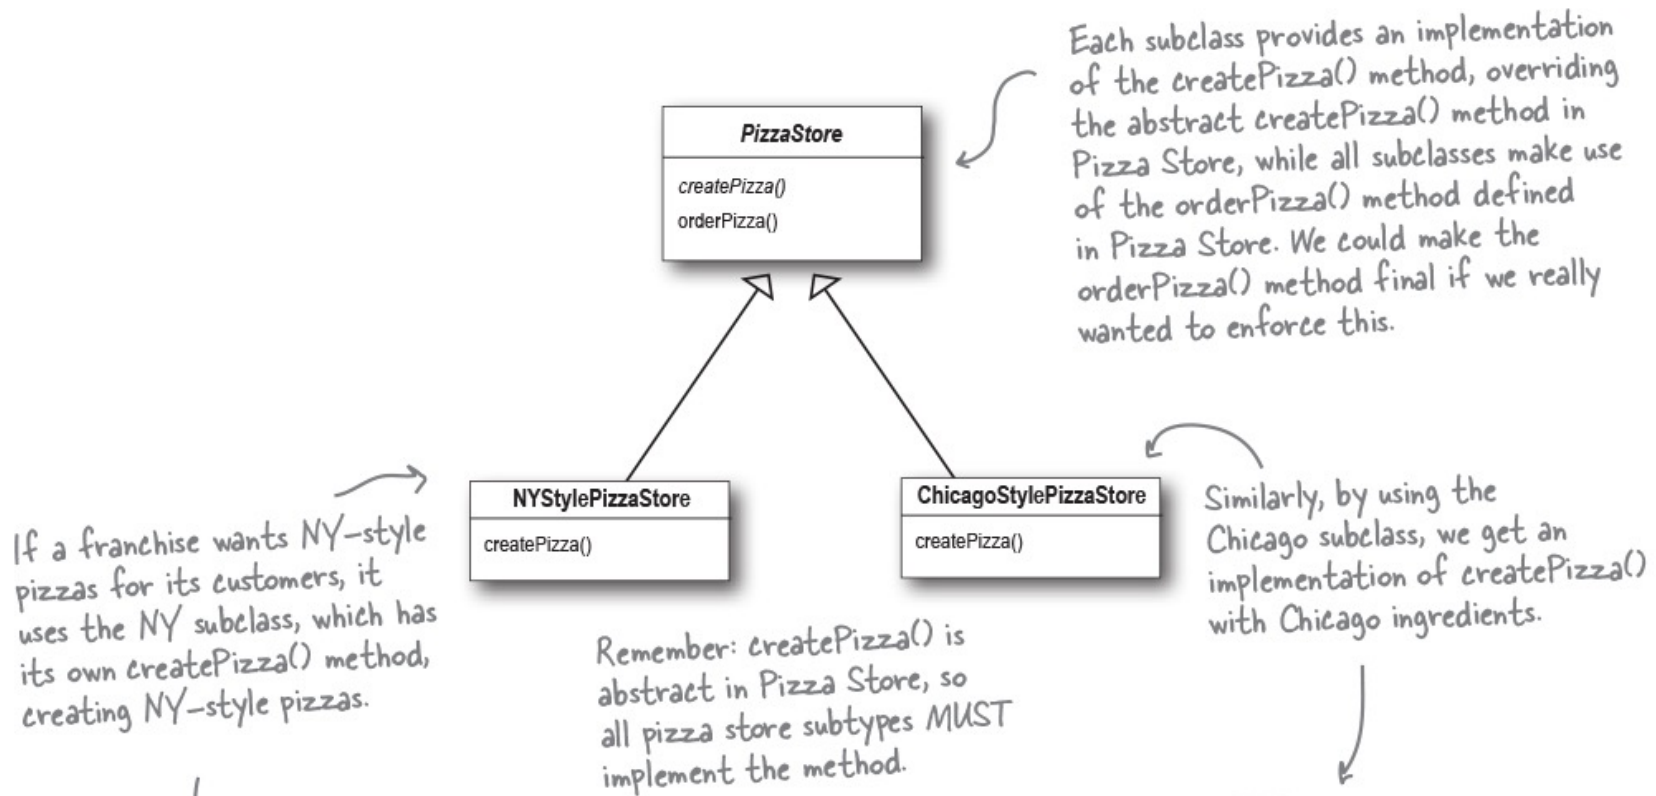 Each subclass provides an implementation
of the createPizza() method, overriding
the abstract createPizza() method in
Pizza Store, while all subclasses make use
of the orderPizza() method defined
in Pizza Store. We could make the
orderPizza() method final if we really
wanted to enforce this.
PizzaStore
createPizza()
orderPizza()
NYStylePizzaStore
createPizza()
ChicagoStylePizzaStore
createPizza()
If a franchise wants NY-style
pizzas for its customers, it
uses the NY subclass, which has
its own createPizza() method,
creating NY-style pizzas.
Similarly, by using the
Chicago subclass, we get an
implementation of createPizza()
with Chicago ingredients.
Remember: createPizza() is
abstract in Pizza Store, so
all pizza store subtypes MUST
implement the method.